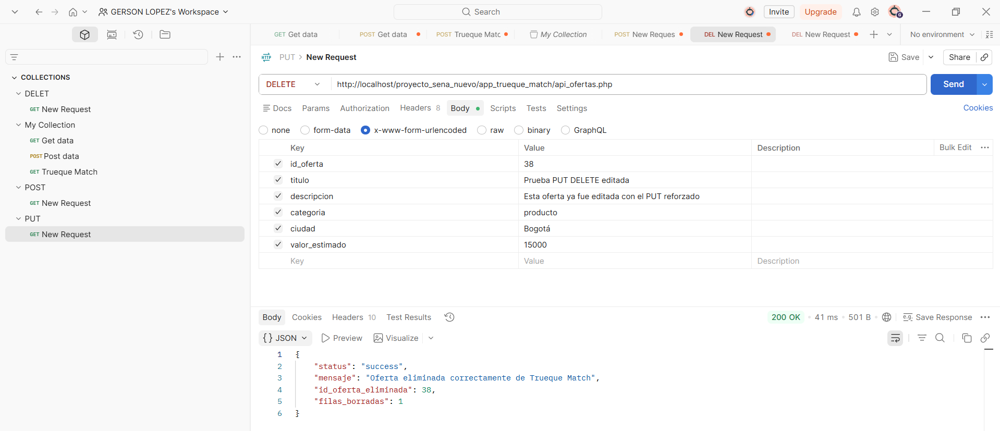 GERSON LOPEZ's Workspace
Search
Invite
Upgrade
GET Get data
POST Get data
POST Trueque Matc
My Collection
POST New Reques
DEL New Request
DEL New Request
No environment
PUT > New Request
Save
Share
COLLECTIONS
DELET
GET New Request
My Collection
GET Get data
POST Post data
GET Trueque Match
POST
GET New Request
PUT
GET New Request
DELETE
http://localhost/proyecto_sena_nuevo/app_trueque_match/api_ofertas.php
Send
Docs
Params
Authorization
Headers 8
Body
Scripts
Tests
Settings
Cookies
none
form-data
x-www-form-urlencoded
raw
binary
GraphQL
Key Value Description Bulk Edit
id_oferta 38
titulo Prueba PUT DELETE editada
descripcion Esta oferta ya fue editada con el PUT reforzado
categoria producto
ciudad Bogotá
valor_estimado 15000
Key Value Description
Body
Cookies
Headers 10
Test Results
200 OK
41 ms
501 B
e.g. Save Response
{} JSON
Preview
Visualize
1 {
2 "status": "success",
3 "mensaje": "Oferta eliminada correctamente de Trueque Match",
4 "id_oferta_eliminada": 38,
5 "filas_borradas": 1
6 }